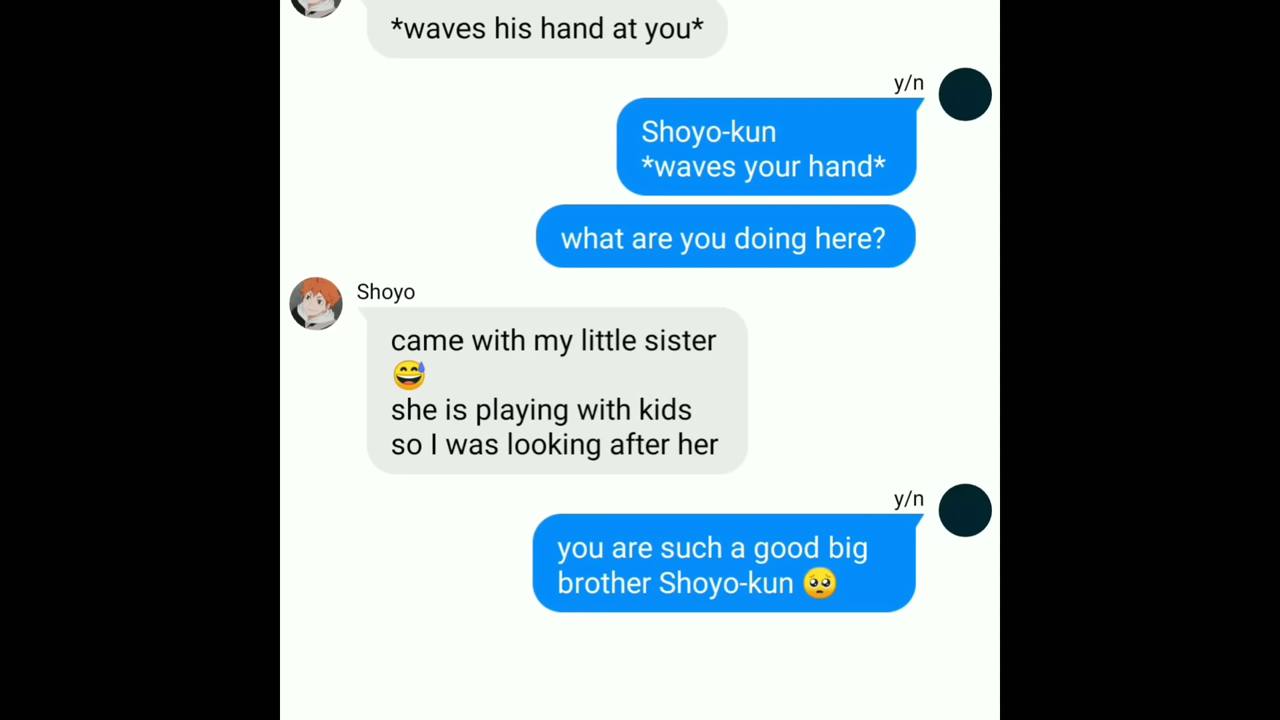 *waves his hand at you*
y/n
Shoyo-kun
*waves your hand*
what are you doing here?
Shoyo
came with my little sister
😅
she is playing with kids
so I was looking after her
y/n
you are such a good big
brother Shoyo-kun 🥺